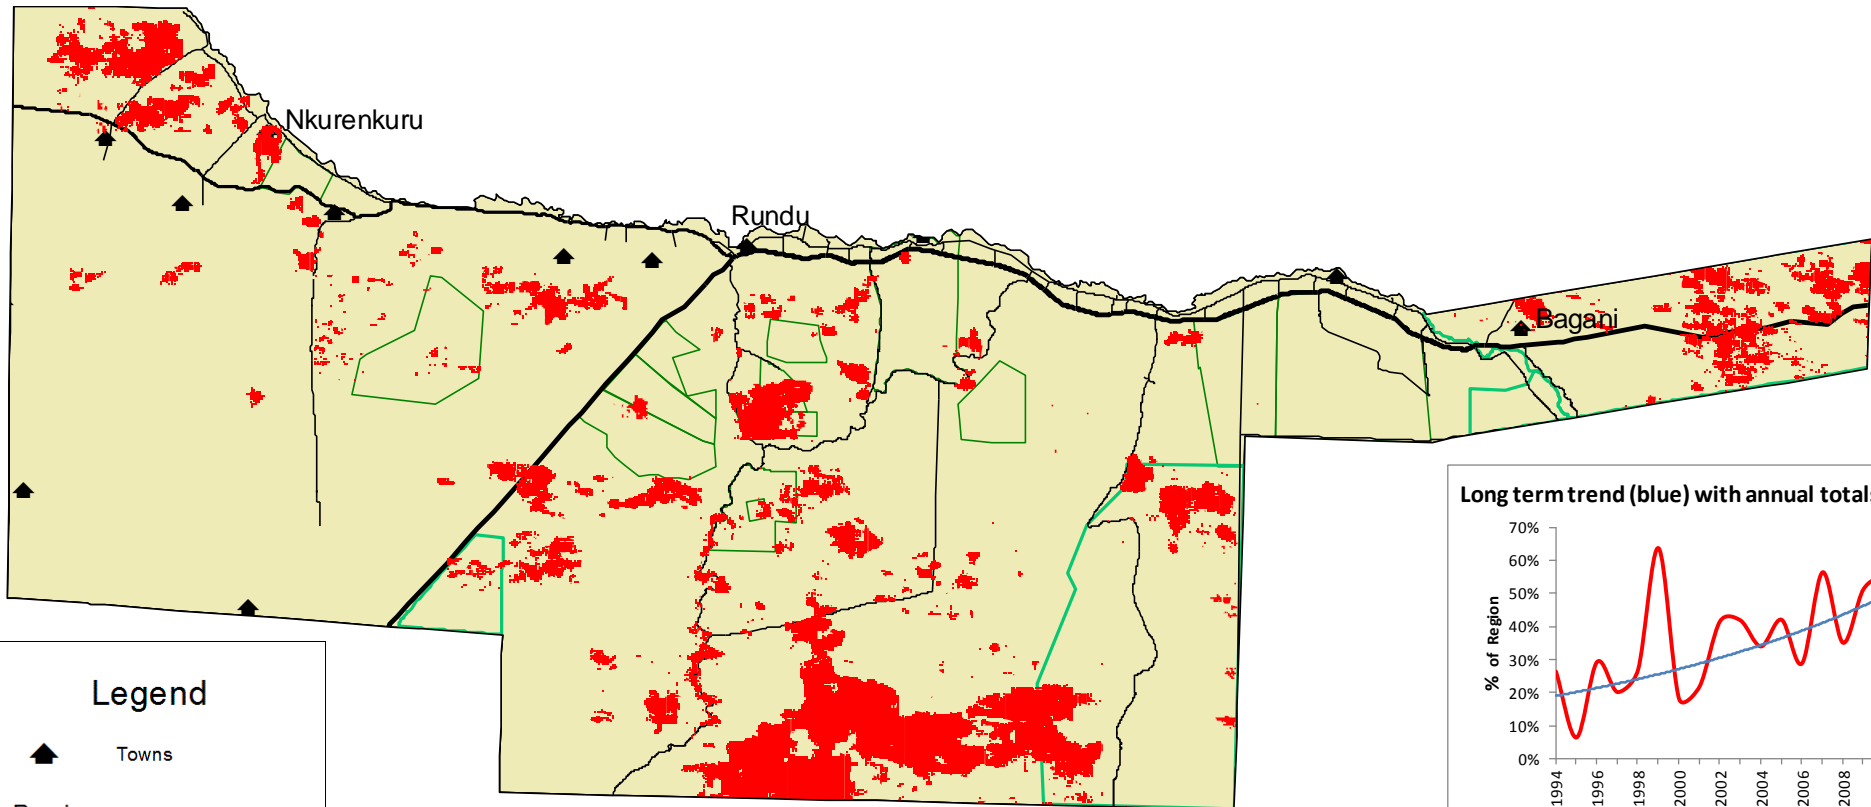 Nkurenkuru
Rundu
Bagani
Legend
Towns
Long term trend (blue) with annual totals
% of Region
70%
60%
50%
40%
30%
20%
10%
0%
1994
1996
1998
2000
2002
2004
2006
2008